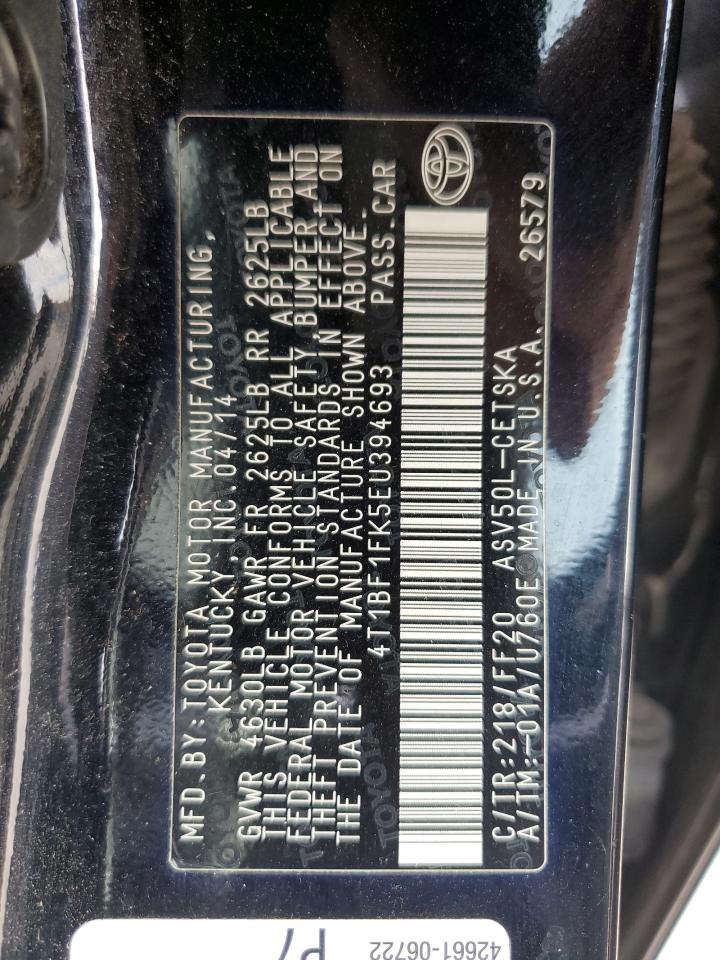 MFD.BY:TOYOTA MOTOR MANUFACTURING,
KENTUCKY, INC. 04/14
GVWR 4630LB GAWR FR 2625LB RR 2625LB
THIS VEHICLE CONFORMS TO ALL APPLICABLE
FEDERAL MOTOR VEHICLE SAFETY, BUMPER AND
THEFT PREVENTION STANDARDS IN EFFECT ON
THE DATE OF MANUFACTURE SHOWN ABOVE.
4T1BF1FK5EU394693 PASS.CAR
C/TR:218/FF20 ASV50L-CETSKA
A/TM:-01A/U760E MADE IN U.S.A. 26579
42661-06722